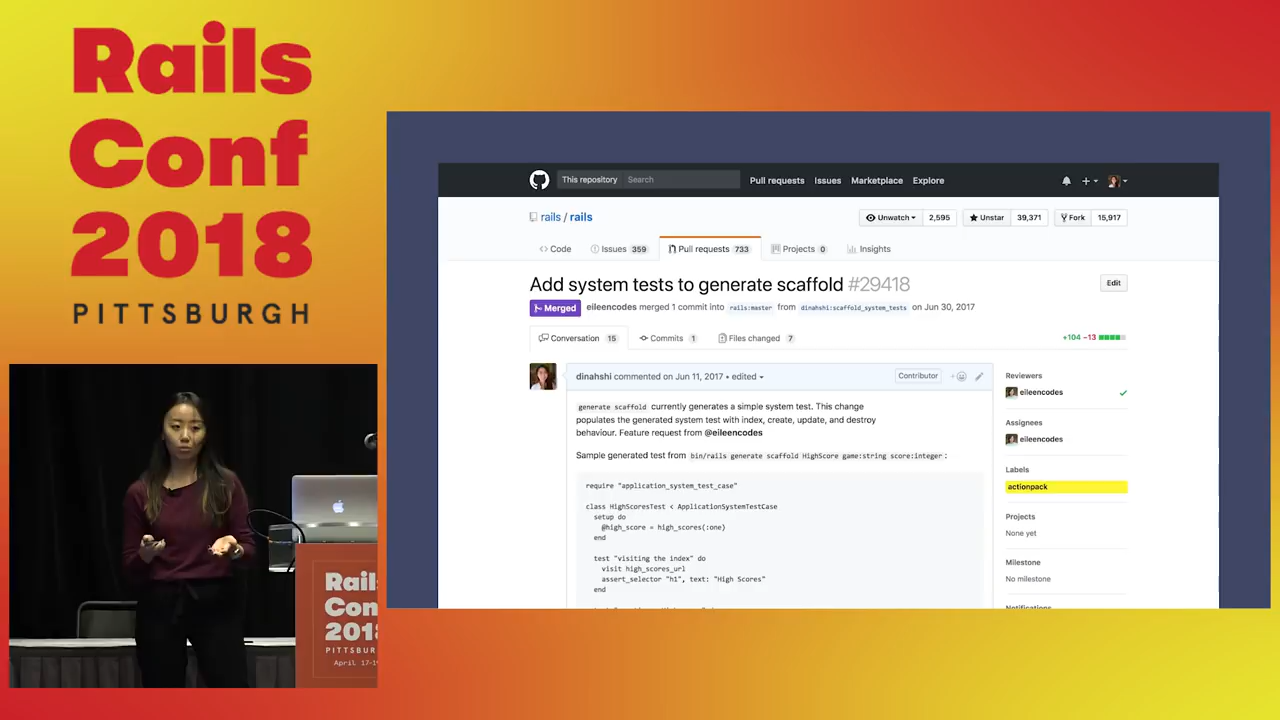 Rails
Conf
2018
PITTSBURGH
This repository Search Pull requests Issues Marketplace Explore
rails / rails
Unwatch 2,595 Unstar 39,371 Fork 15,917
Code Issues 359 Pull requests 733 Projects 0 Insights
Add system tests to generate scaffold #29418
Edit
Merged eileencodes merged 1 commit into rails:master from dinahshi:scaffold_system_tests on Jun 30, 2017
Conversation 15 Commits 1 Files changed 7
+104 −13
dinahshi commented on Jun 11, 2017 • edited
Contributor
generate scaffold currently generates a simple system test. This change
populates the generated system test with index, create, update, and destroy
behaviour. Feature request from @eileencodes
Sample generated test from bin/rails generate scaffold HighScore game:string score:integer :
require "application_system_test_case"
class HighScoresTest < ApplicationSystemTestCase
setup do
@high_score = high_scores(:one)
end
test "visiting the index" do
visit high_scores_url
assert_selector "h1", text: "High Scores"
end
Reviewers
eileencodes
Assignees
eileencodes
Labels
actionpack
Projects
None yet
Milestone
No milestone
Notifications
Rails
Conf
2018
PITTSBUR
April 17-19